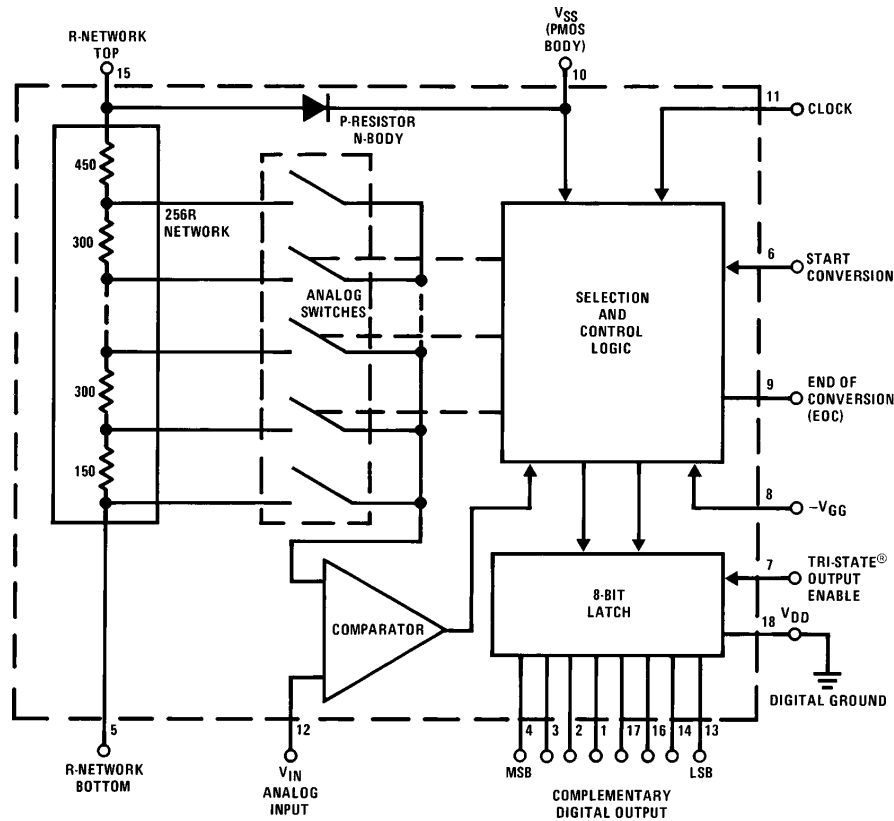 R-NETWORK
TOP
15
VSS
(PMOS
BODY)
10
11
CLOCK
P-RESISTOR
N-BODY
450
256R
NETWORK
300
ANALOG
SWITCHES
300
150
SELECTION
AND
CONTROL
LOGIC
6
START
CONVERSION
9
END OF
CONVERSION
(EOC)
8
–VGG
7
TRI-STATE®
OUTPUT
ENABLE
8-BIT
LATCH
18
VDD
DIGITAL GROUND
COMPARATOR
5
R-NETWORK
BOTTOM
12
VIN
ANALOG
INPUT
4 3 2 1 17 16 14 13
MSB LSB
COMPLEMENTARY
DIGITAL OUTPUT